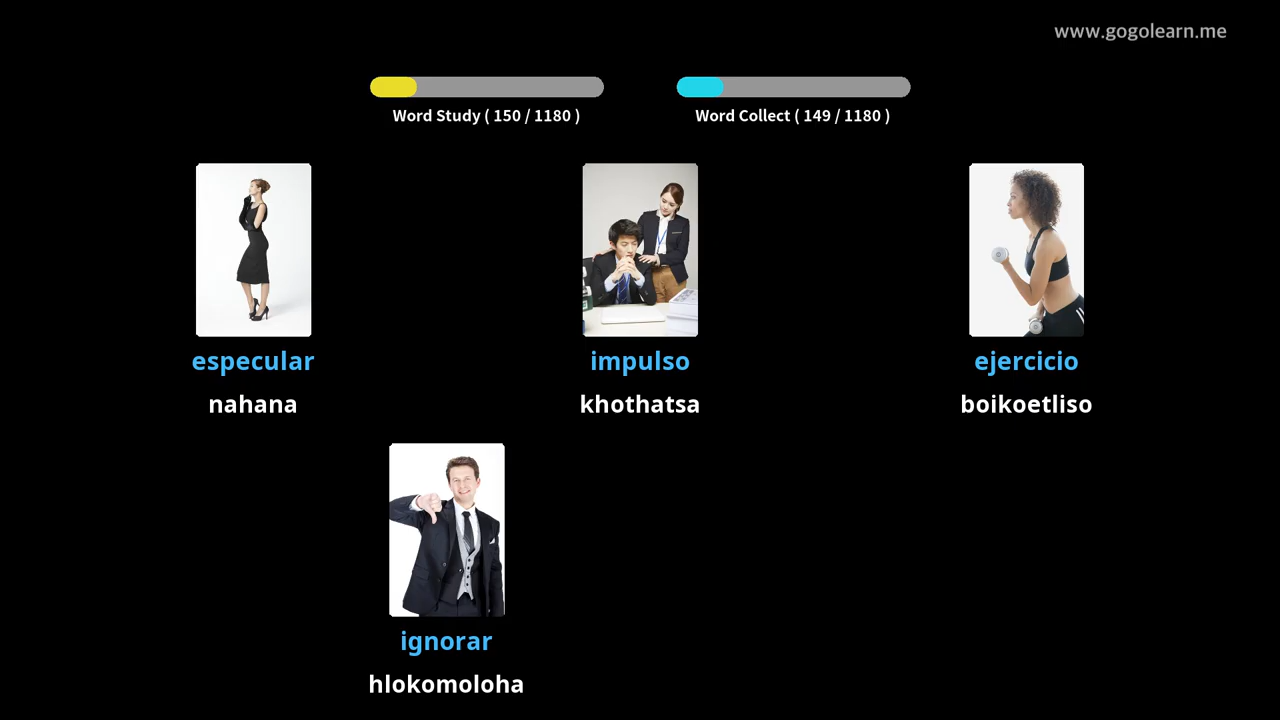 www.gogolearn.me
Word Study ( 150 / 1180 )
Word Collect ( 149 / 1180 )
especular
impulso
ejercicio
nahana
khothatsa
boikoetliso
ignorar
hlokomoloha